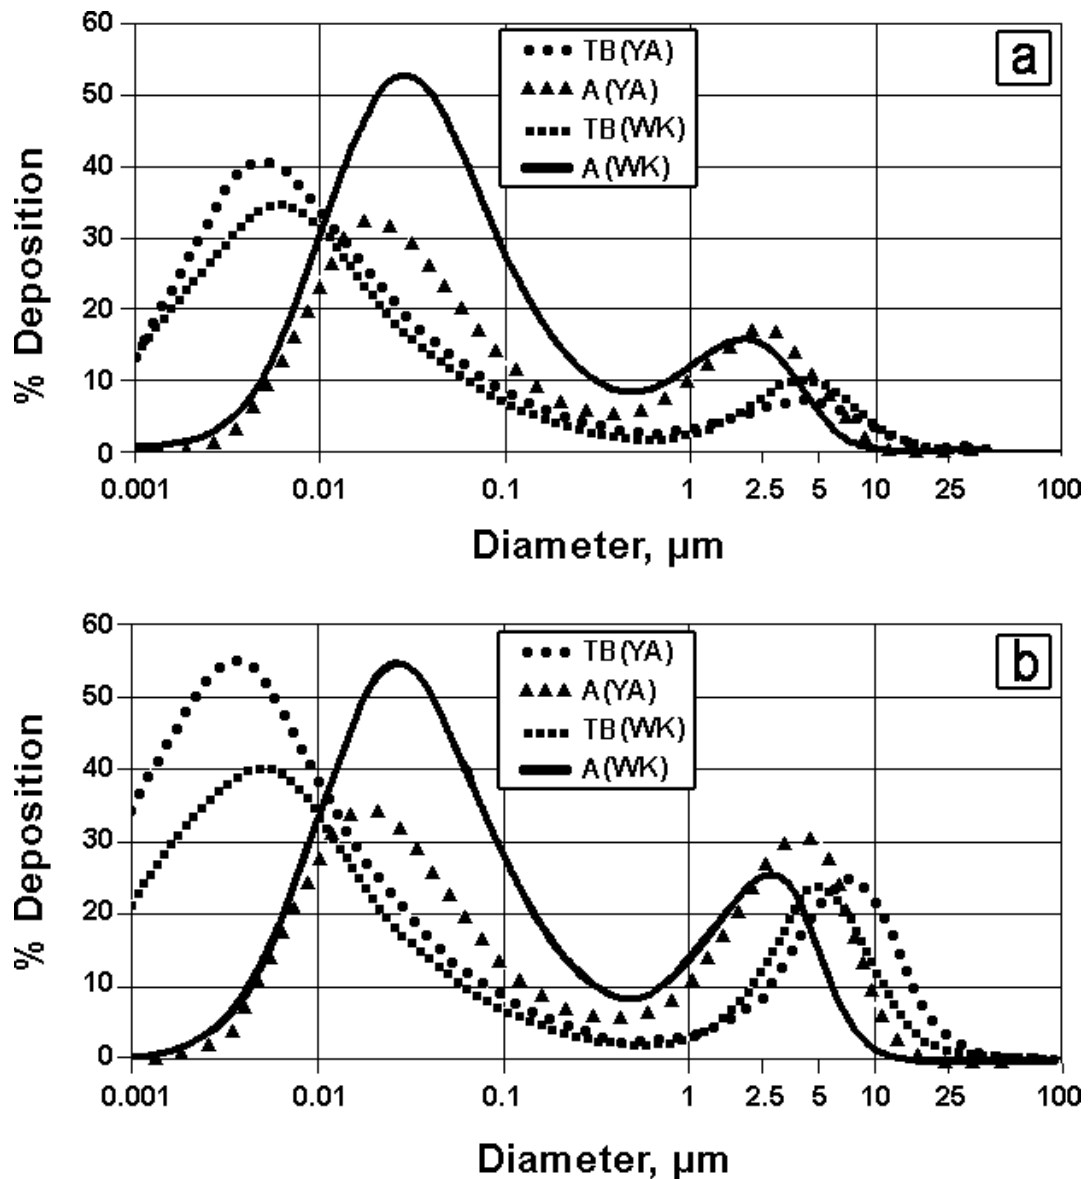 60
50
40
30
20
10
0
% Deposition
TB(YA)
A(YA)
TB(WK)
A(WK)
a
0.001 0.01 0.1 1 2.5 5 10 25 100
Diameter, µm
60
50
40
30
20
10
0
% Deposition
TB(YA)
A(YA)
TB(WK)
A(WK)
b
0.001 0.01 0.1 1 2.5 5 10 25 100
Diameter, µm